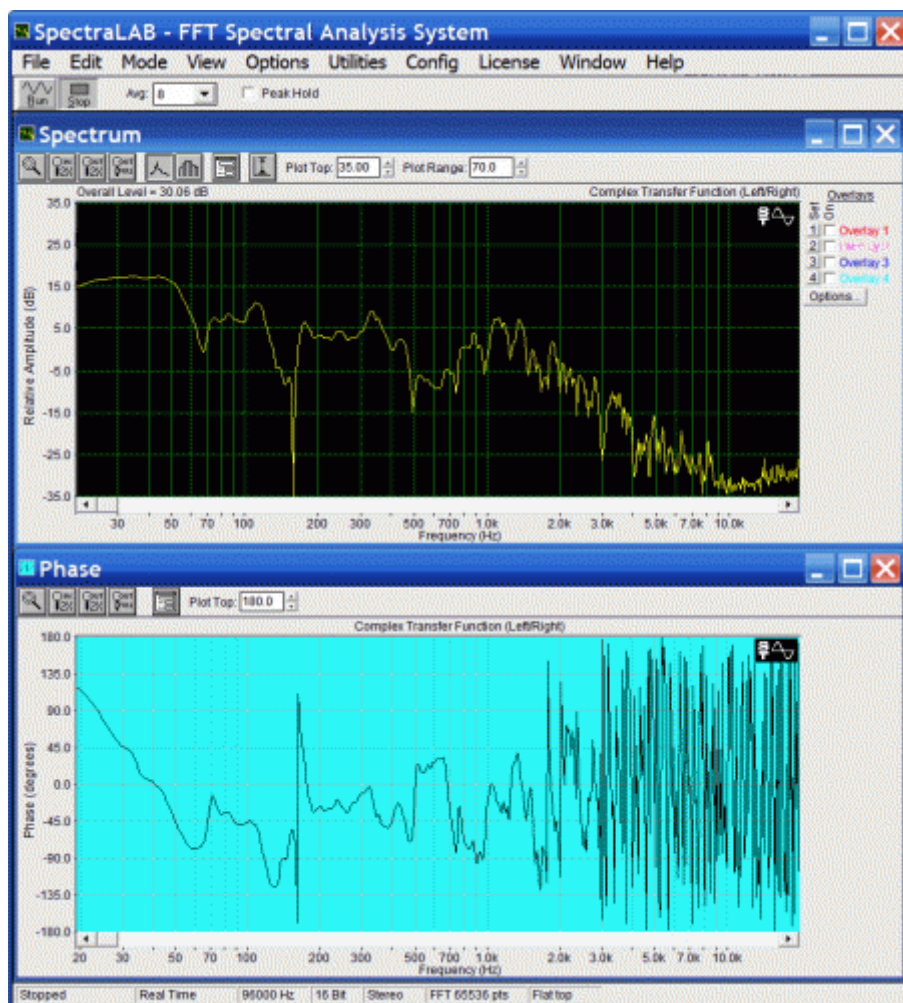 SpectraLAB - FFT Spectral Analysis System
File Edit Mode View Options Utilities Config License Window Help
Run Stop Avg: 8 Peak Hold
Spectrum
Plot Top: 35.00 Plot Range: 70.0
Overall Level = 30.06 dB Complex Transfer Function (Left/Right)
35.0
25.0
15.0
5.0
-5.0
-15.0
-25.0
-35.0
Relative Amplitude (dB)
30 50 70 100 200 300 500 700 1.0k 2.0k 3.0k 5.0k 7.0k 10.0k
Frequency (Hz)
Overlays
Set On
1 Overlay 1
2
3 Overlay 3
4 Overlay 4
Options...
Phase
Plot Top: 180.0
Complex Transfer Function (Left/Right)
180.0
135.0
90.0
45.0
0.0
-45.0
-90.0
-135.0
-180.0
Phase (degrees)
20 30 50 70 100 200 300 500 700 1.0k 2.0k 3.0k 5.0k 7.0k 10.0k
Frequency (Hz)
Stopped Real Time 96000 Hz 16 Bit Stereo FFT 65536 pts Flat top